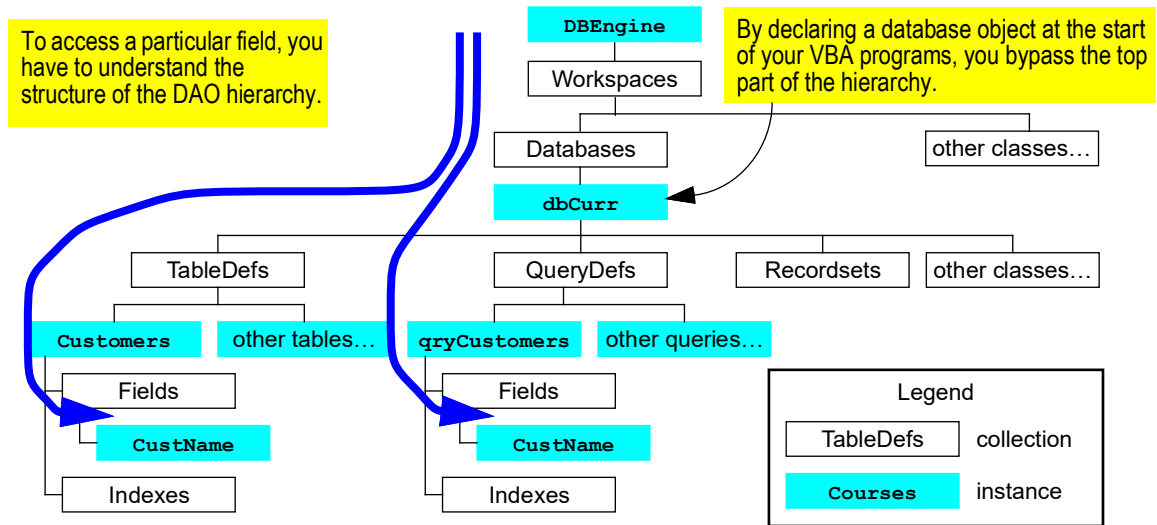 To access a particular field, you
have to understand the
structure of the DAO hierarchy.
DBEngine
By declaring a database object at the start
of your VBA programs, you bypass the top
part of the hierarchy.
Workspaces
Databases
other classes…
dbCurr
TableDefs
QueryDefs
Recordsets
other classes…
Customers
other tables…
qryCustomers
other queries…
Fields
Fields
CustName
CustName
Indexes
Indexes
Legend
TableDefs
collection
Courses
instance